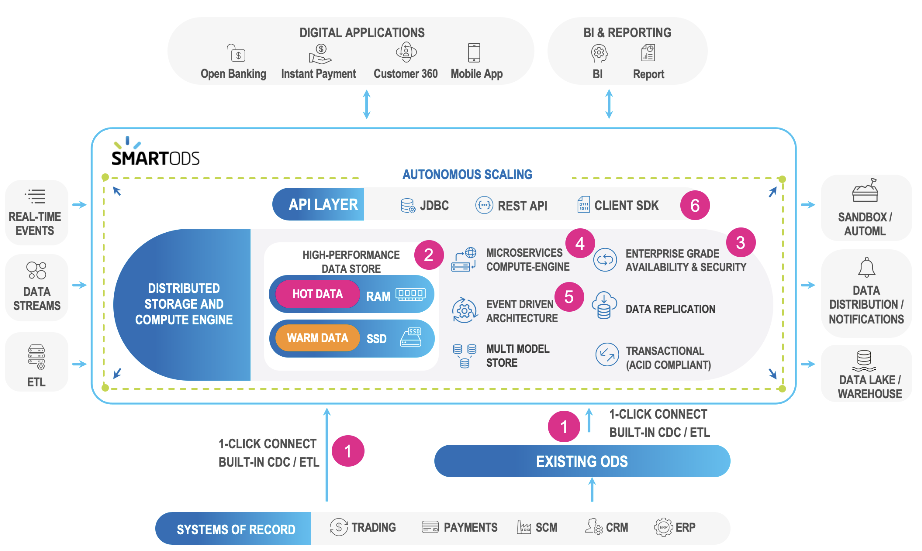 DIGITAL APPLICATIONS
Open Banking
Instant Payment
Customer 360
Mobile App
BI & REPORTING
BI
Report
SMARTODS
AUTONOMOUS SCALING
API LAYER
JDBC
REST API
CLIENT SDK
6
REAL-TIME
EVENTS
DATA
STREAMS
ETL
DISTRIBUTED
STORAGE AND
COMPUTE ENGINE
HIGH-PERFORMANCE
DATA STORE
2
HOT DATA
RAM
WARM DATA
SSD
SSD
MICROSERVICES
COMPUTE-ENGINE
4
EVENT DRIVEN
ARCHITECTURE
5
MULTI MODEL
STORE
ENTERPRISE GRADE
AVAILABILITY & SECURITY
3
DATA REPLICATION
TRANSACTIONAL
(ACID COMPLIANT)
SANDBOX /
AUTOML
DATA
DISTRIBUTION /
NOTIFICATIONS
DATA LAKE /
WAREHOUSE
1-CLICK CONNECT
BUILT-IN CDC / ETL
1
1
1-CLICK CONNECT
BUILT-IN CDC / ETL
EXISTING ODS
SYSTEMS OF RECORD
TRADING
PAYMENTS
SCM
CRM
ERP